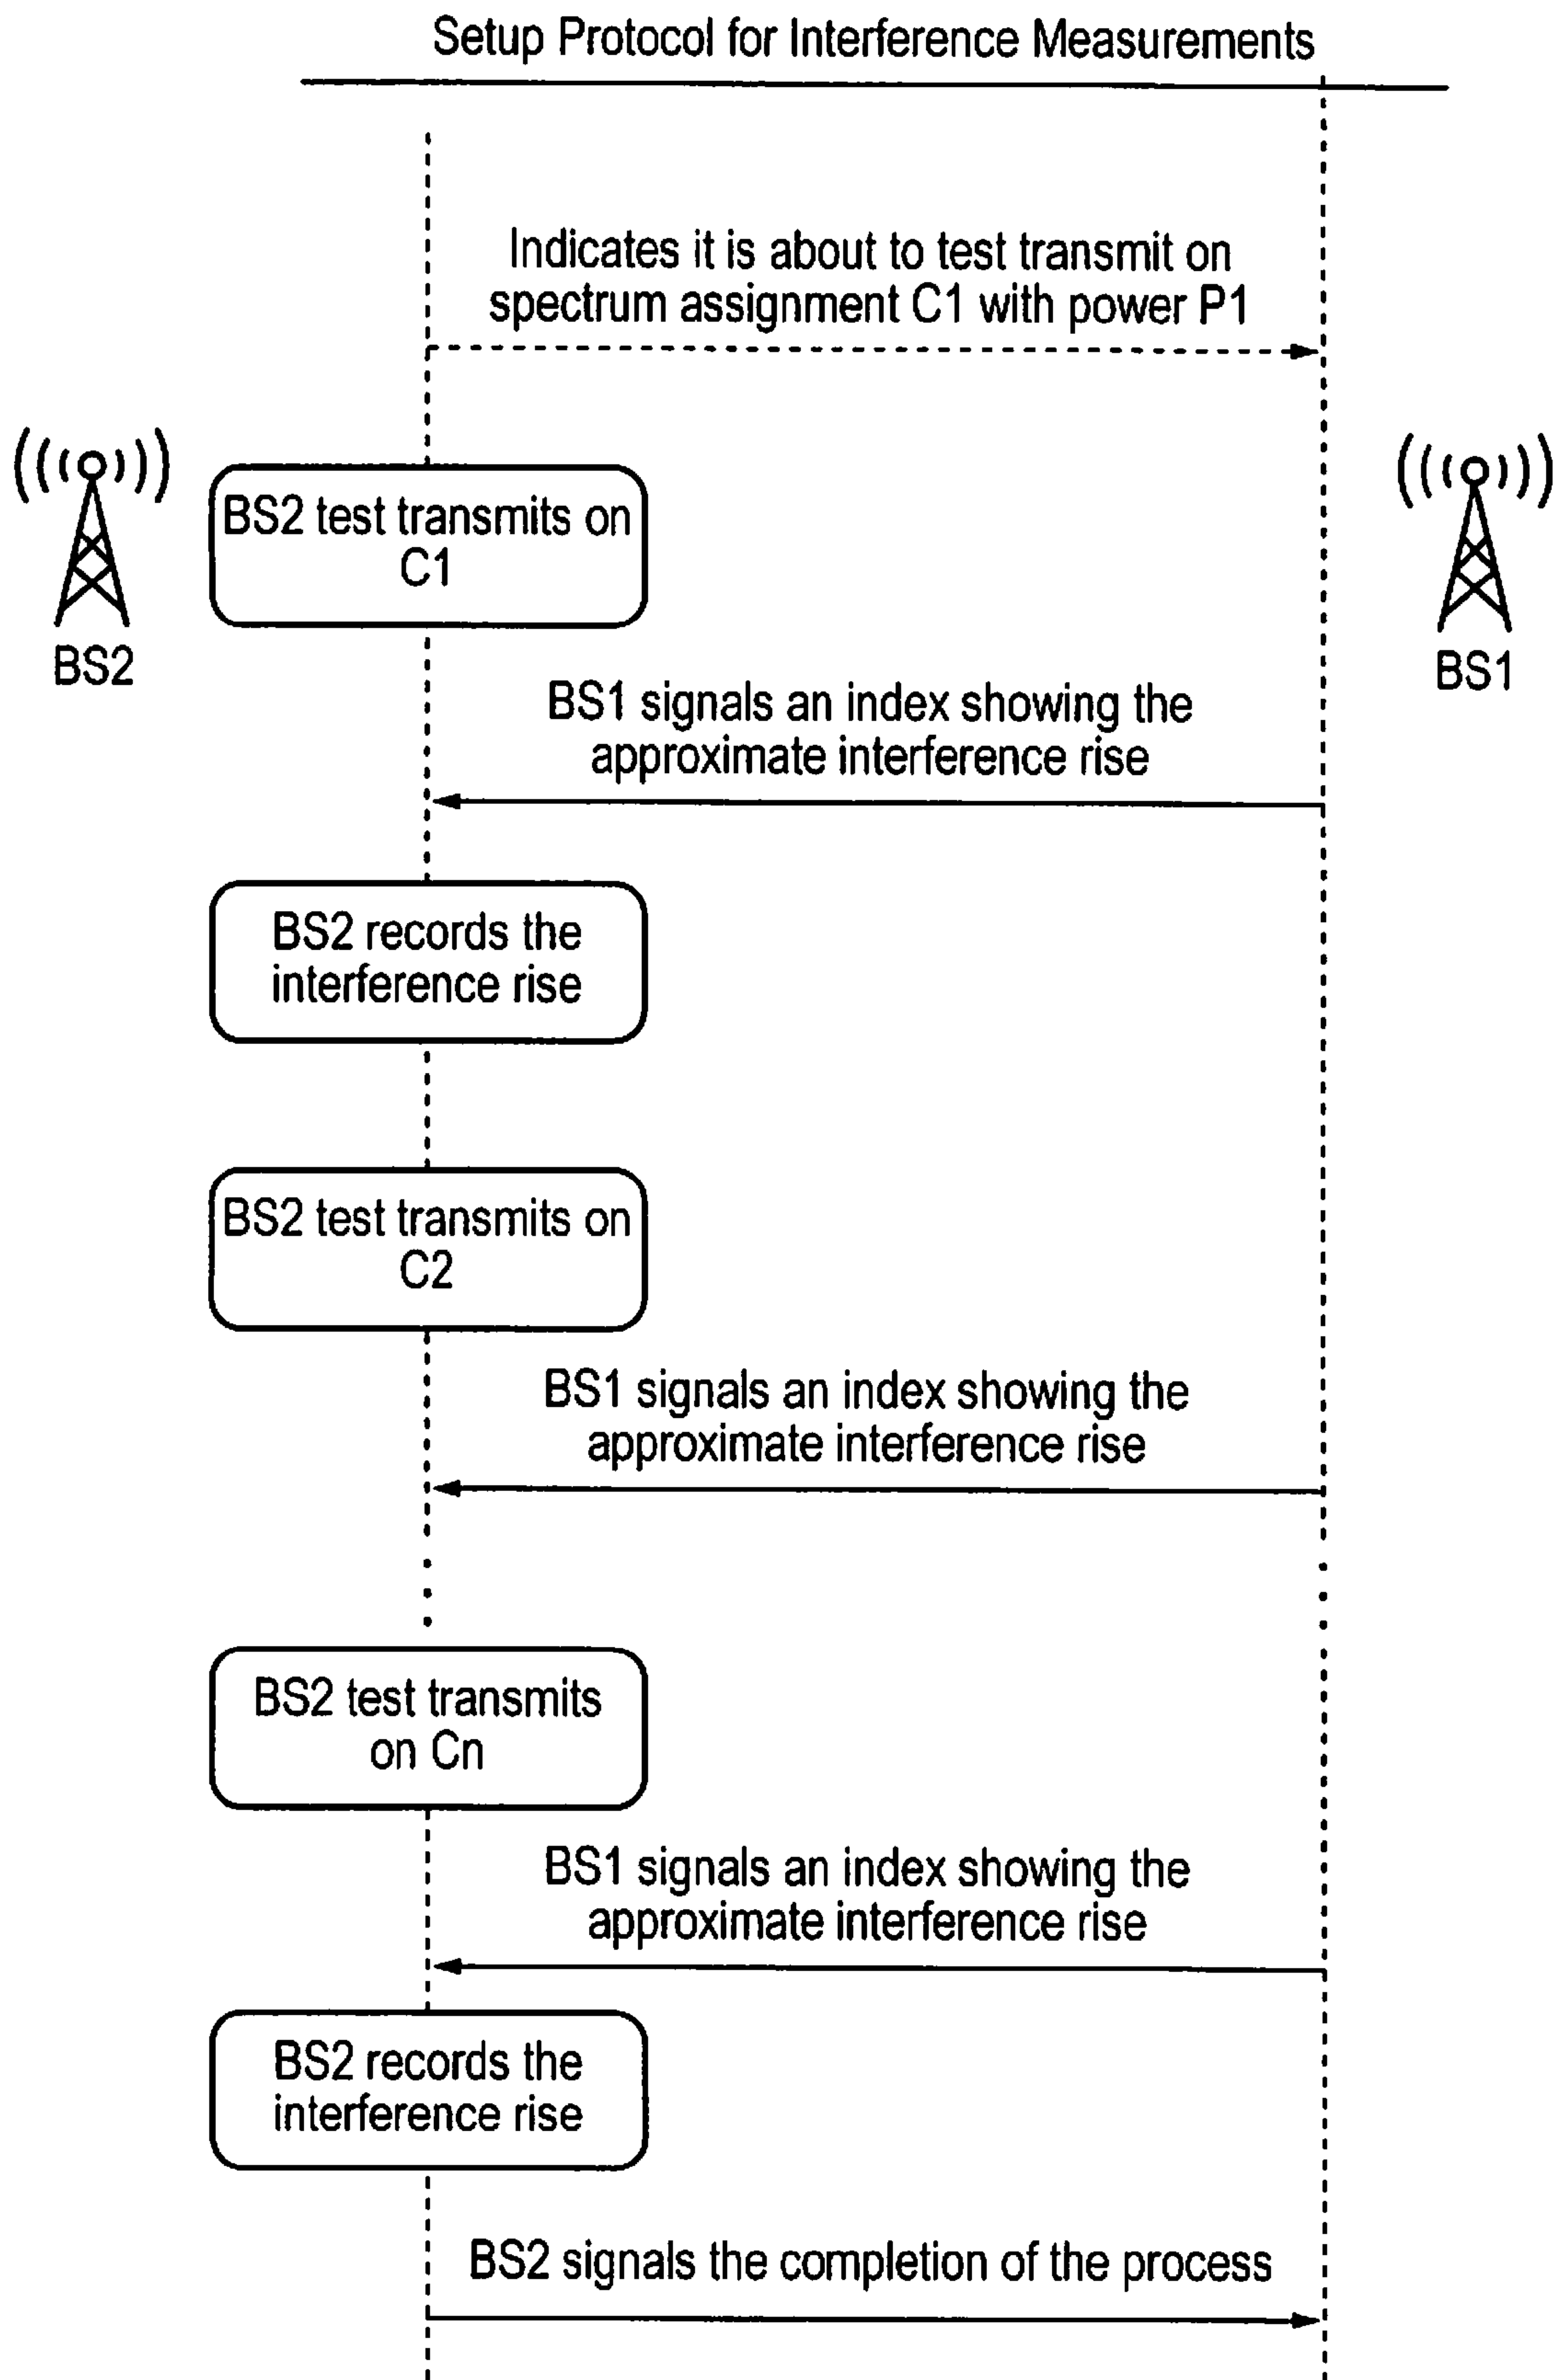 Setup Protocol for Interference Measurements
Indicates it is about to test transmit on
spectrum assignment C1 with power P1
BS2 test transmits on
C1
BS2
BS1
BS1 signals an index showing the
approximate interference rise
BS2 records the
interference rise
BS2 test transmits on
C2
BS1 signals an index showing the
approximate interference rise
BS2 test transmits
on Cn
BS1 signals an index showing the
approximate interference rise
BS2 records the
interference rise
BS2 signals the completion of the process